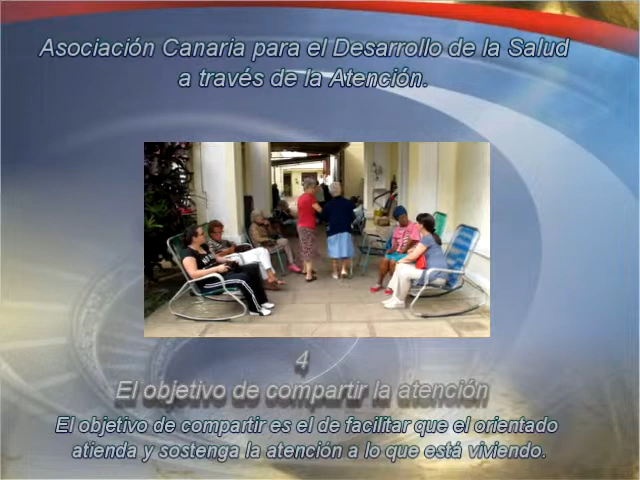 Asociación Canaria para el Desarrollo de la Salud
a través de la Atención.
4
El objetivo de compartir la atención
El objetivo de compartir es el de facilitar que el orientado
atienda y sostenga la atención a lo que está viviendo.